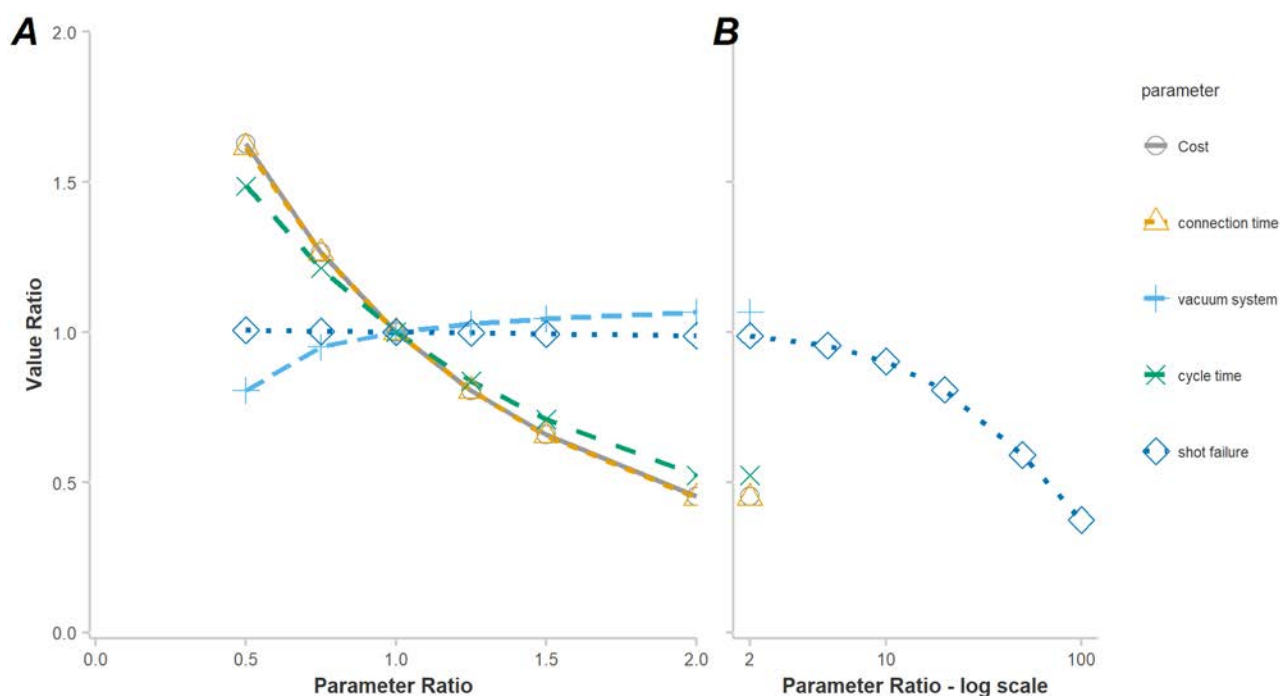 A
B
2.0
1.5
1.0
0.5
0.0
Value Ratio
0.0 0.5 1.0 1.5 2.0
Parameter Ratio
2 10 100
Parameter Ratio - log scale
parameter
Cost
connection time
vacuum system
cycle time
shot failure